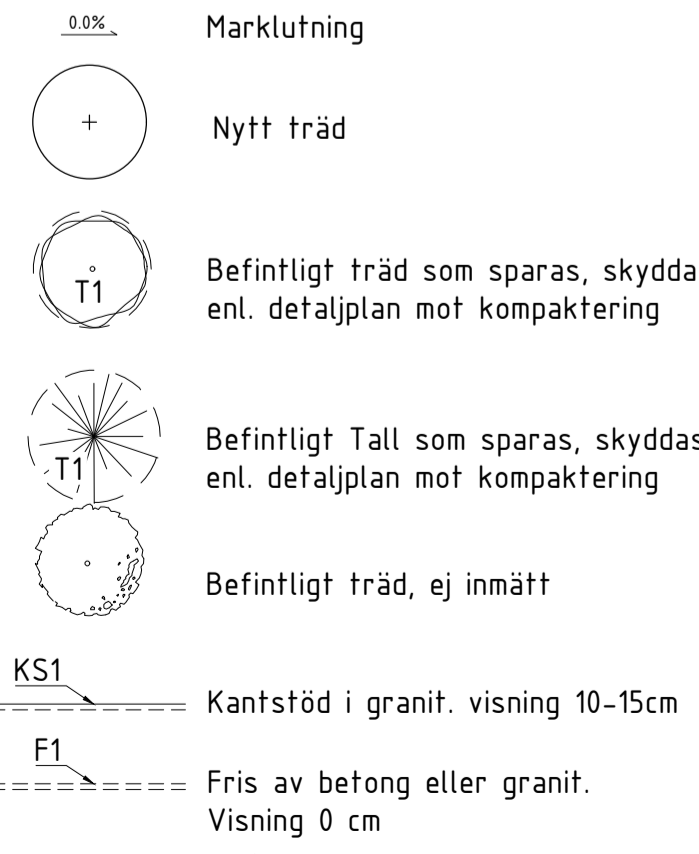 0.0% Marklutning
Nytt träd
T1
Befintligt träd som sparas, skydda
enl. detaljplan mot kompaktering
T1
Befintligt Tall som sparas, skyddas
enl. detaljplan mot kompaktering
Befintligt träd, ej inmätt
KS1
Kantstöd i granit. visning 10-15cm
F1
Fris av betong eller granit.
Visning 0 cm